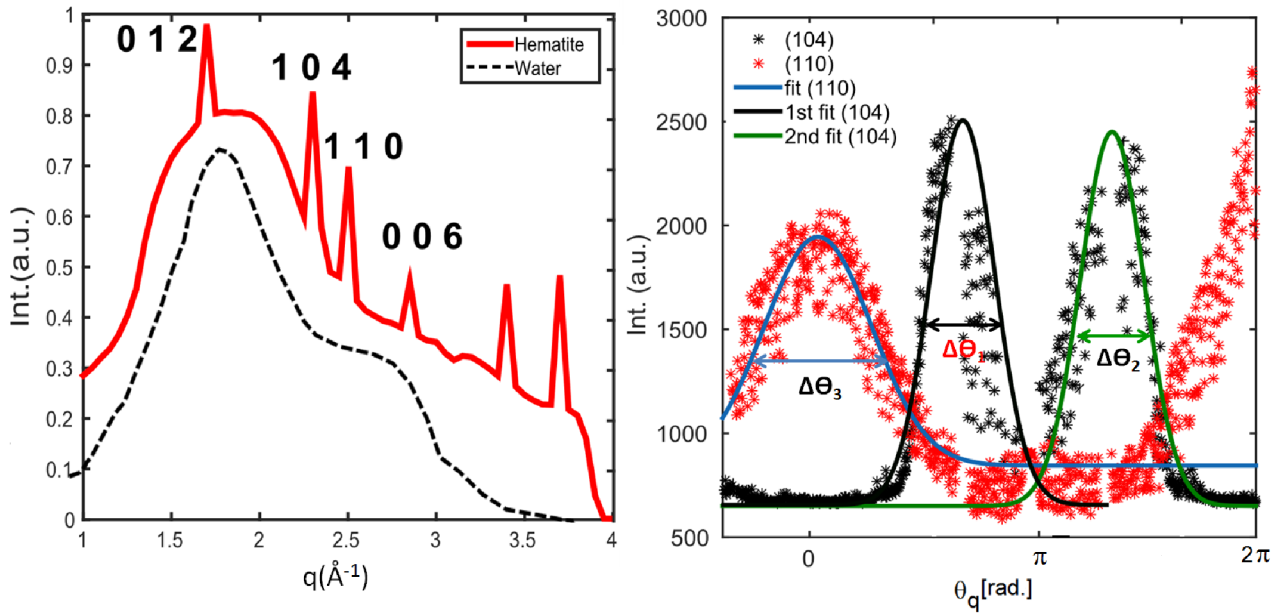 1
0.9
0.8
0.7
0.6
0.5
0.4
0.3
0.2
0.1
0
Int.(a.u.)
0 1 2
1 0 4
1 1 0
0 0 6
Hematite
Water
1
1.5
2
2.5
3
3.5
4
q(Å-1)
3000
2500
2000
1500
1000
500
Int. (a.u.)
(104)
(110)
fit (110)
1st fit (104)
2nd fit (104)
ΔΘ3
ΔΘ1
ΔΘ2
0
π
2π
θq[rad.]